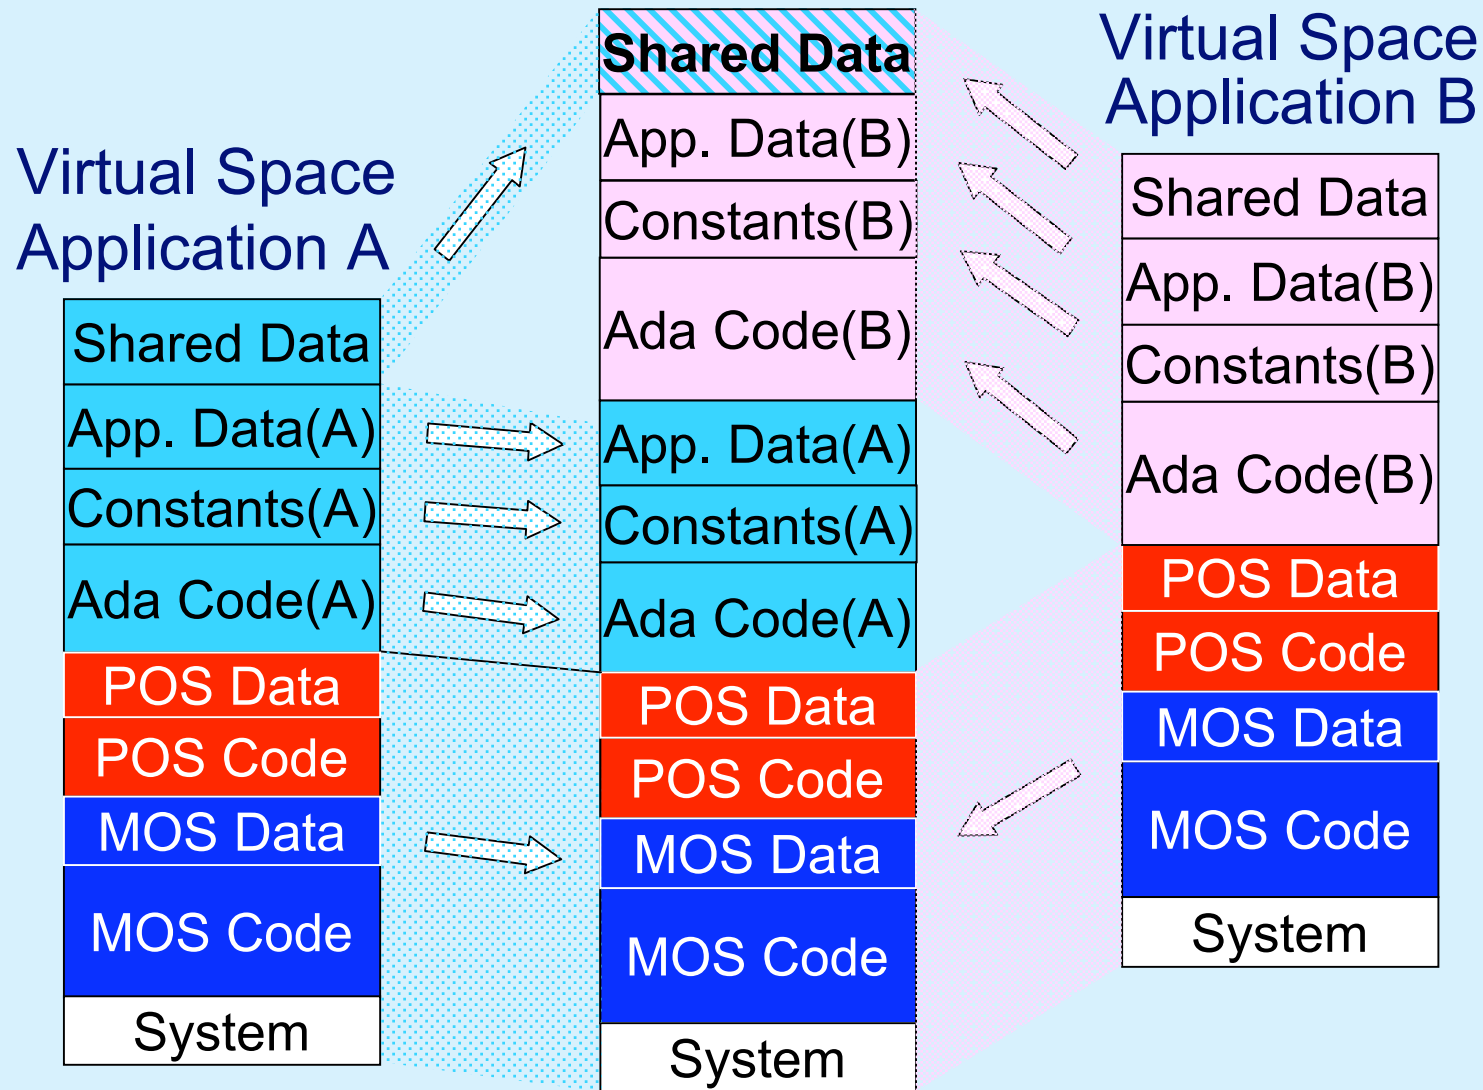 Virtual Space
Application A
Shared Data
App. Data(A)
Constants(A)
Ada Code(A)
POS Data
POS Code
MOS Data
MOS Code
System
Shared Data
App. Data(B)
Constants(B)
Ada Code(B)
App. Data(A)
Constants(A)
Ada Code(A)
POS Data
POS Code
MOS Data
MOS Code
System
Virtual Space
Application B
Shared Data
App. Data(B)
Constants(B)
Ada Code(B)
POS Data
POS Code
MOS Data
MOS Code
System